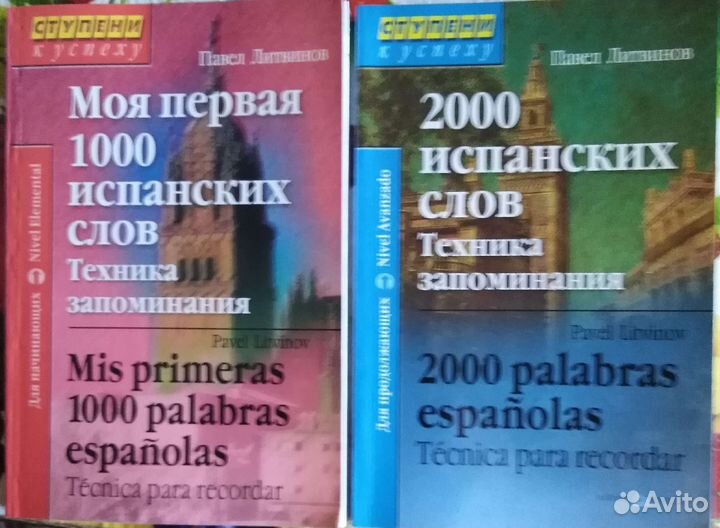 СТУПЕНИ
к успеху
Павел Литвинов
Моя первая
1000
испанских
слов
Техника
запоминания
Для начинающих Nivel Elemental
Pavel Litvinov
Mis primeras
1000 palabras
españolas
Técnica para recordar
СТУПЕНИ
к успеху
Павел Литвинов
2000
испанских
слов
Техника
запоминания
Для продолжающих Nivel Avanzado
Pavel Litvinov
2000 palabras
españolas
Técnica para recordar
Avito